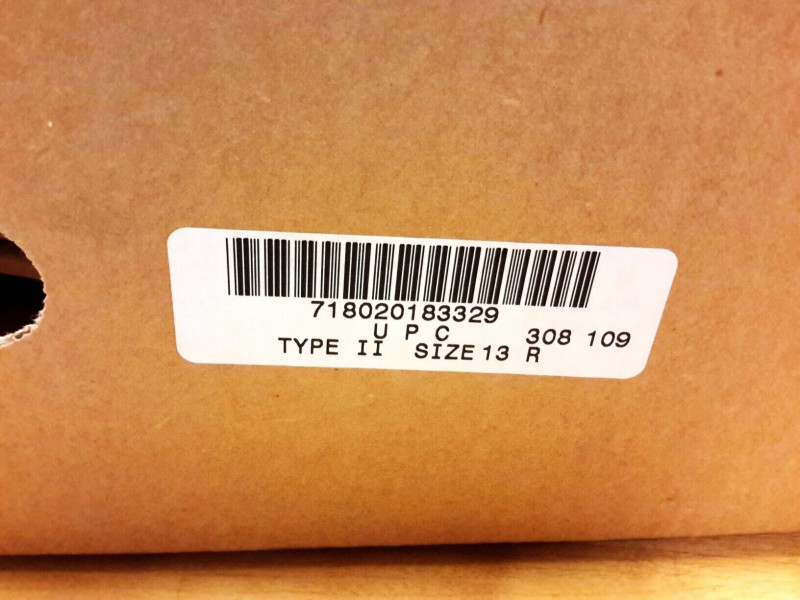 718020183329
U P C 308 109
TYPE II SIZE 13 R